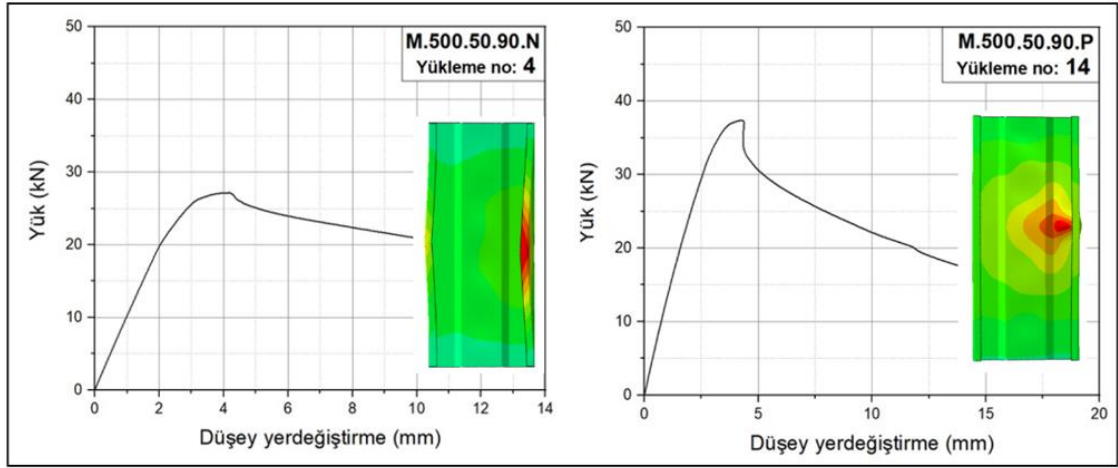 M.500.50.90.N
Yükleme no: 4
50
40
30
20
10
0
Yük (kN)
0 2 4 6 8 10 12 14
Düşey yerdeğiştirme (mm)
M.500.50.90.P
Yükleme no: 14
50
40
30
20
10
0
Yük (kN)
0 5 10 15 20
Düşey yerdeğiştirme (mm)